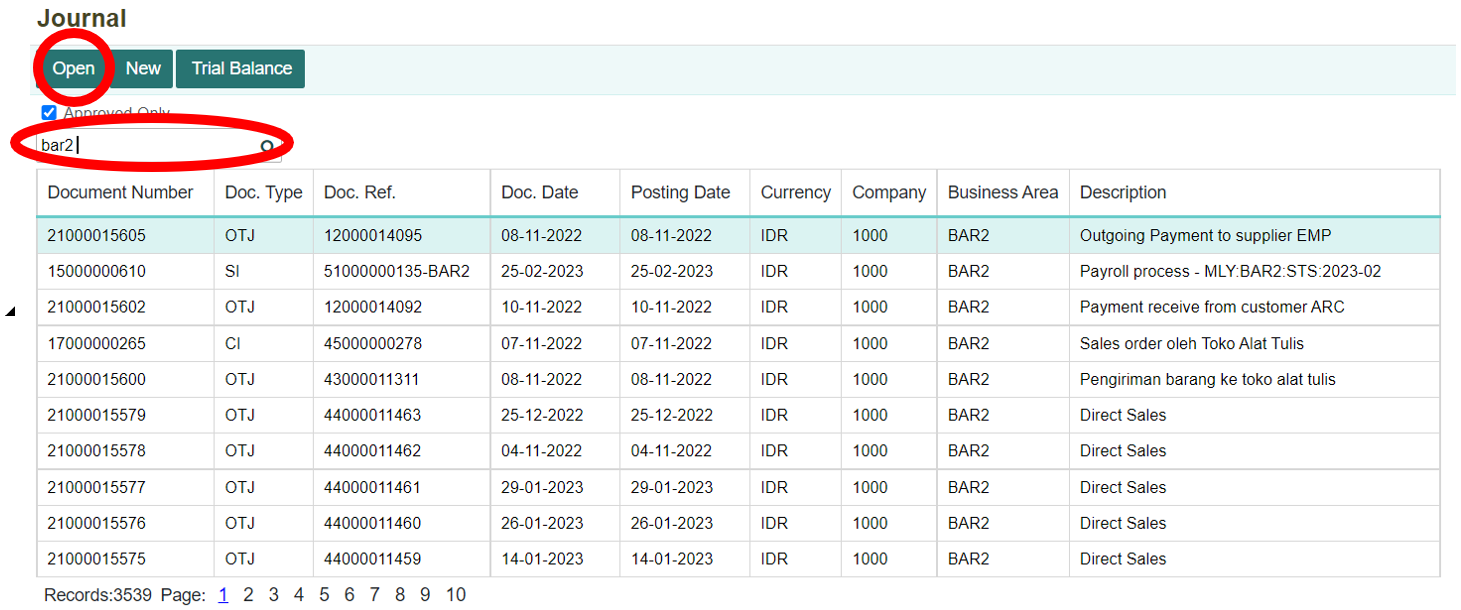 Journal
Open New Trial Balance
Approved Only
bar2
Document Number Doc. Type Doc. Ref. Doc. Date Posting Date Currency Company Business Area Description
21000015605 OTJ 12000014095 08-11-2022 08-11-2022 IDR 1000 BAR2 Outgoing Payment to supplier EMP
15000000610 SI 51000000135-BAR2 25-02-2023 25-02-2023 IDR 1000 BAR2 Payroll process - MLY:BAR2:STS:2023-02
21000015602 OTJ 12000014092 10-11-2022 10-11-2022 IDR 1000 BAR2 Payment receive from customer ARC
17000000265 CI 45000000278 07-11-2022 07-11-2022 IDR 1000 BAR2 Sales order oleh Toko Alat Tulis
21000015600 OTJ 43000011311 08-11-2022 08-11-2022 IDR 1000 BAR2 Pengiriman barang ke toko alat tulis
21000015579 OTJ 44000011463 25-12-2022 25-12-2022 IDR 1000 BAR2 Direct Sales
21000015578 OTJ 44000011462 04-11-2022 04-11-2022 IDR 1000 BAR2 Direct Sales
21000015577 OTJ 44000011461 29-01-2023 29-01-2023 IDR 1000 BAR2 Direct Sales
21000015576 OTJ 44000011460 26-01-2023 26-01-2023 IDR 1000 BAR2 Direct Sales
21000015575 OTJ 44000011459 14-01-2023 14-01-2023 IDR 1000 BAR2 Direct Sales
Records:3539 Page: 1 2 3 4 5 6 7 8 9 10